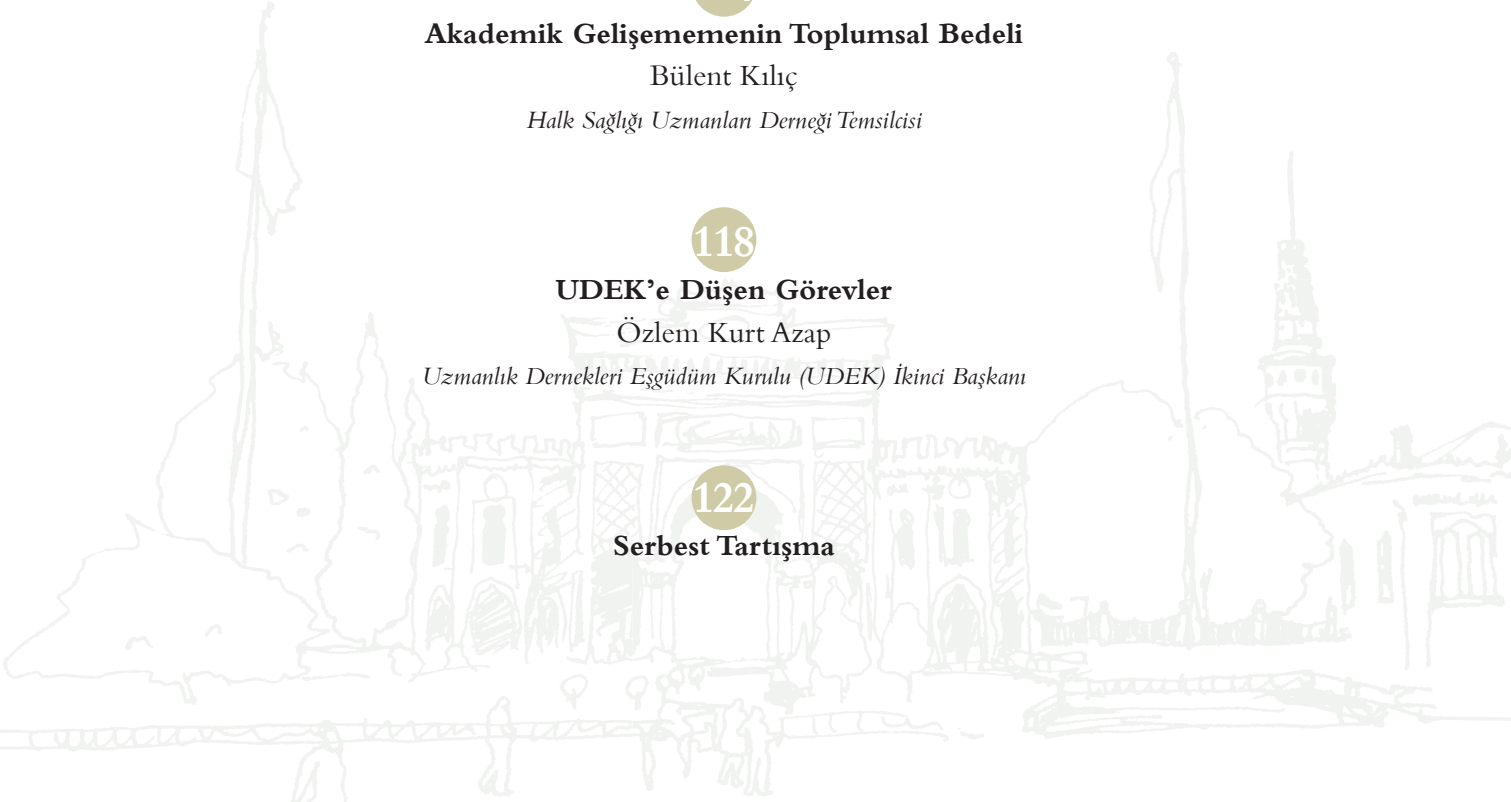 Akademik Gelişememenin Toplumsal Bedeli
Bülent Kılıç
Halk Sağlığı Uzmanları Derneği Temsilcisi
118
UDEK’e Düşen Görevler
Özlem Kurt Azap
Uzmanlık Dernekleri Eşgüdüm Kurulu (UDEK) İkinci Başkanı
122
Serbest Tartışma